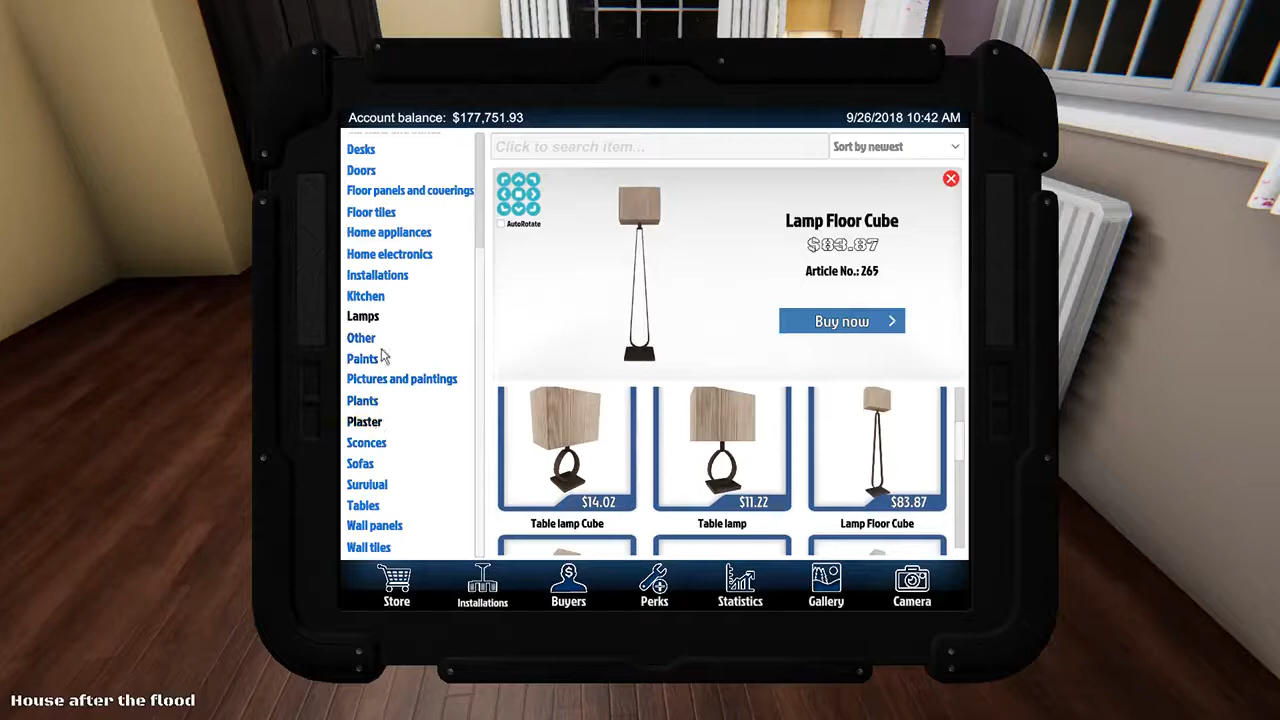 Account balance: $177,751.93
9/26/2018 10:42 AM
Desks
Doors
Floor panels and coverings
Floor tiles
Home appliances
Home electronics
Installations
Kitchen
Lamps
Other
Paints
Pictures and paintings
Plants
Plaster
Sconces
Sofas
Survival
Tables
Wall panels
Wall tiles
Click to search item...
Sort by newest
AutoRotate
Lamp Floor Cube
$83.87
Article No.: 265
Buy now
$14.02
$11.22
$83.87
Table lamp Cube
Table lamp
Lamp Floor Cube
Store
Installations
Buyers
Perks
Statistics
Gallery
Camera
House after the flood